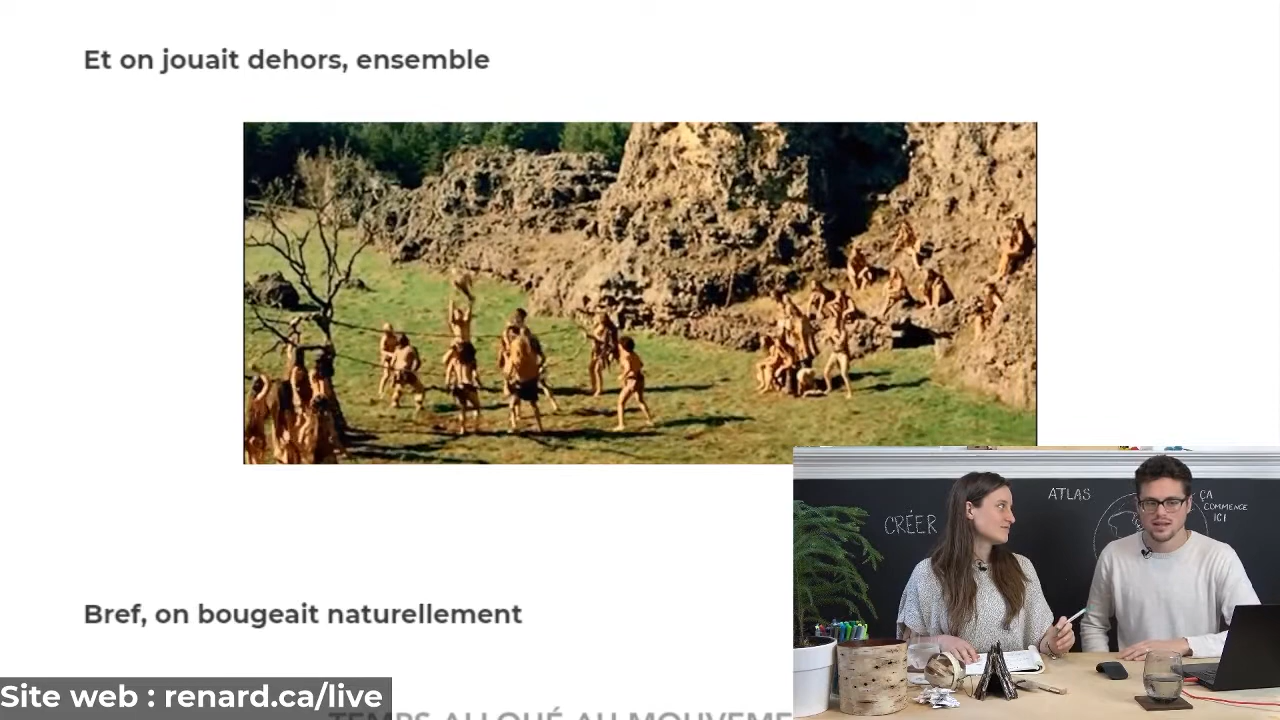 Et on jouait dehors, ensemble
CRÉER
ATLAS
ÇA
COMMENCE
ICI
Bref, on bougeait naturellement
Site web : renard.ca/live